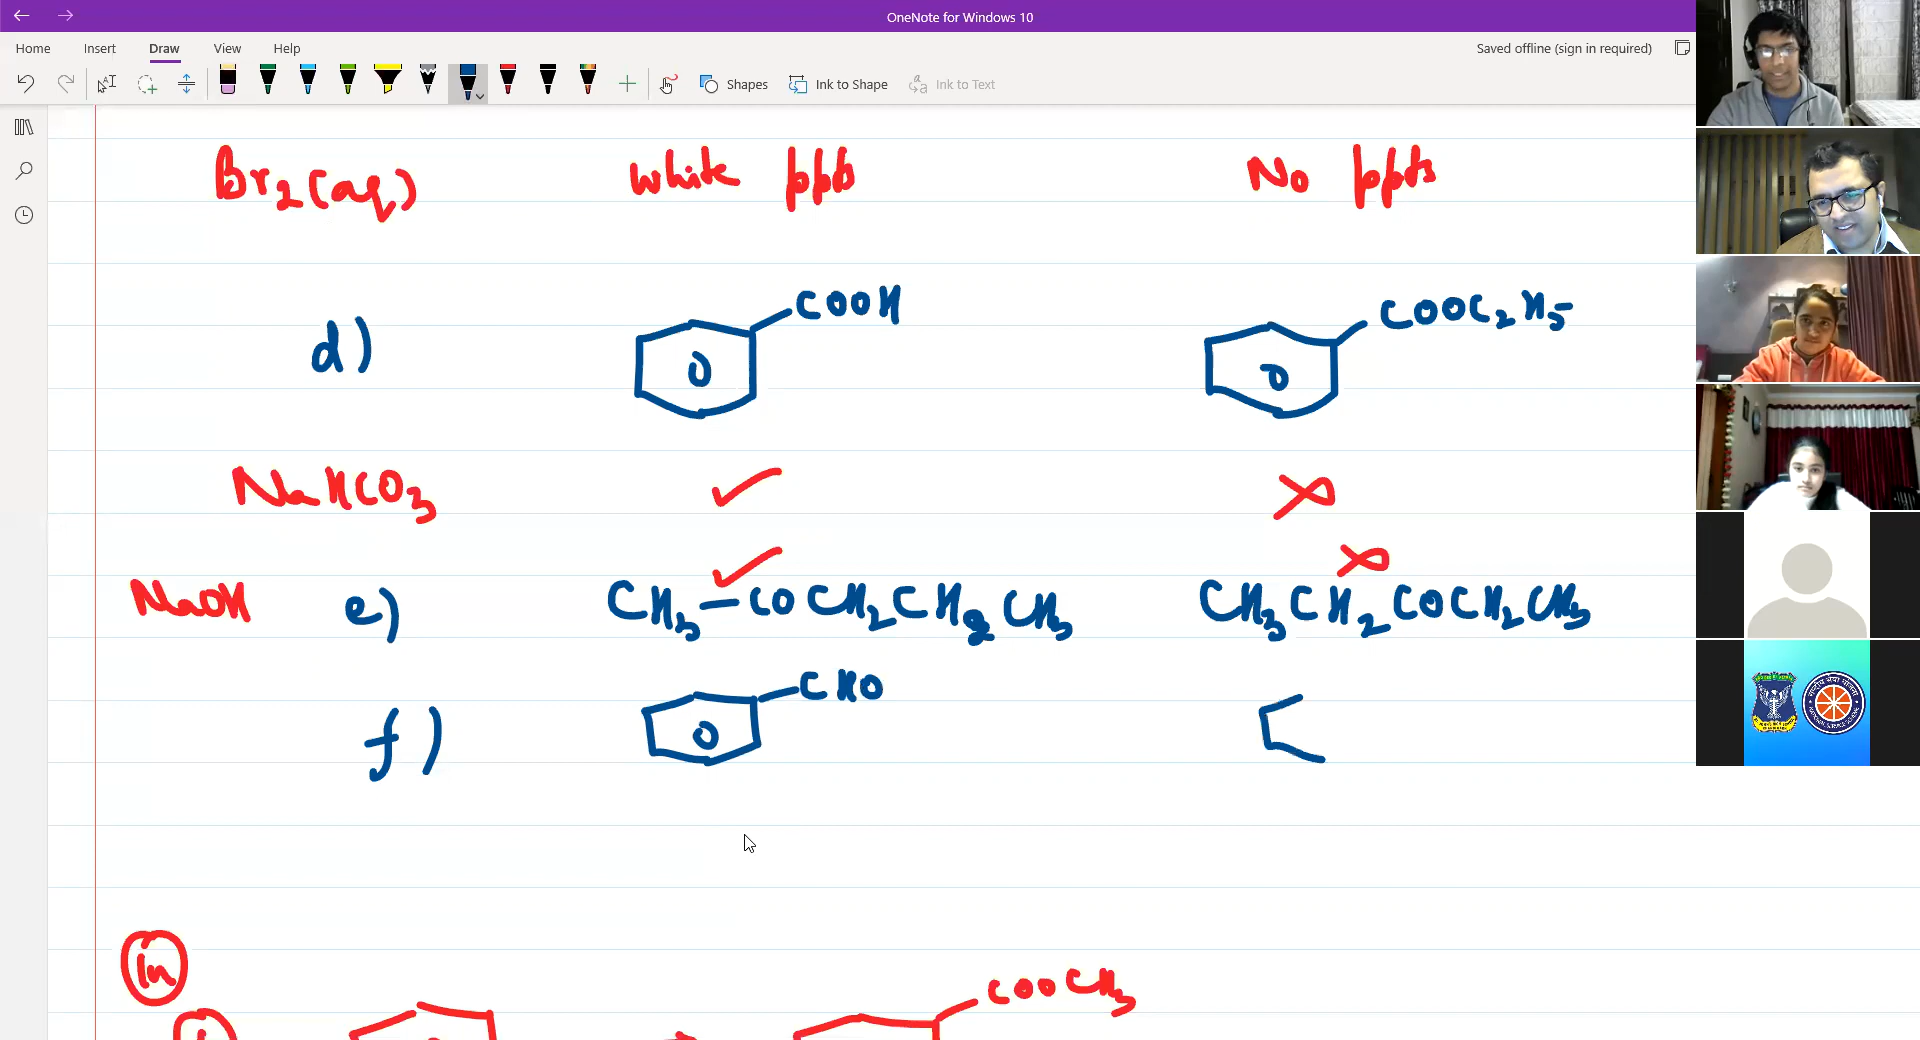 OneNote for Windows 10
Home Insert Draw View Help Saved offline (sign in required)
Shapes Ink to Shape Ink to Text
Br₂(aq) white ppts No ppts
d) COOH COOC₂H₅
NaHCO₃ ✓ ✗
✓ ✗
NaOH e) CH₃–COCH₂CH₂CH₃ CH₃CH₂COCH₂CH₃
f) CHO
COOCH₃